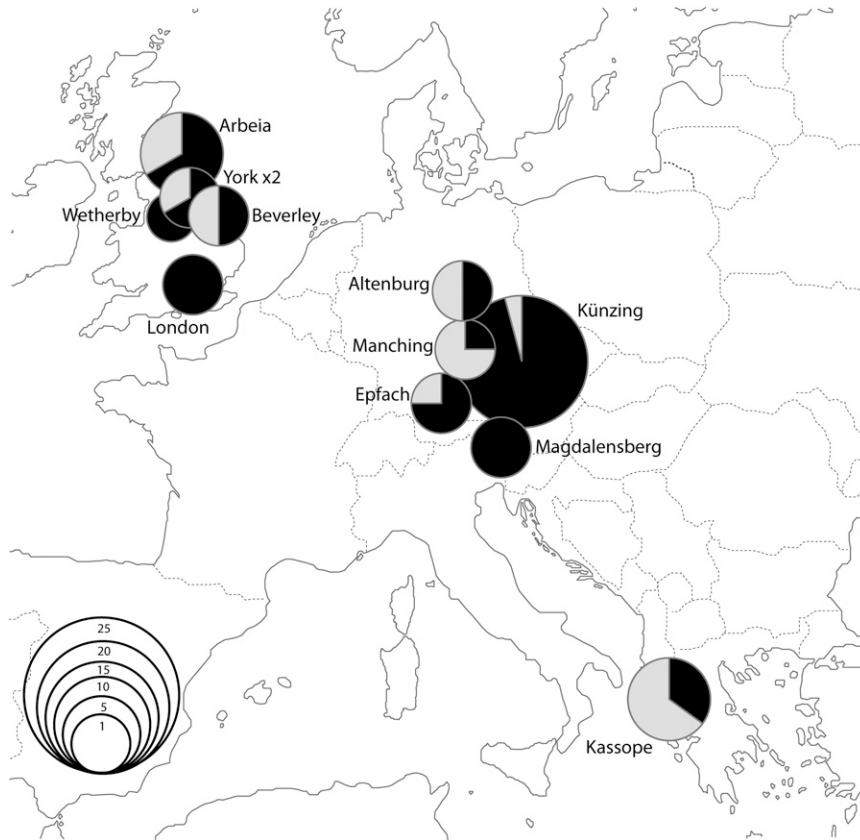 Arbeia
York x2
Wetherby
Beverley
London
Altenburg
Künzing
Manching
Epfach
Magdalensberg
Kassope
25
20
15
10
5
1